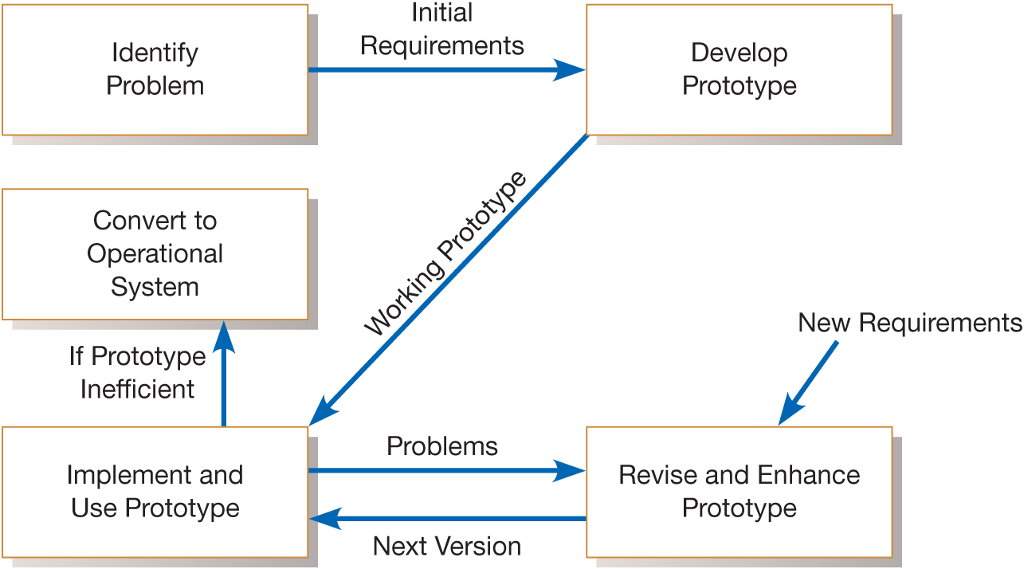 Identify
Problem
Initial
Requirements
Develop
Prototype
Working Prototype
Convert to
Operational
System
If Prototype
Inefficient
New Requirements
Implement and
Use Prototype
Problems
Next Version
Revise and Enhance
Prototype